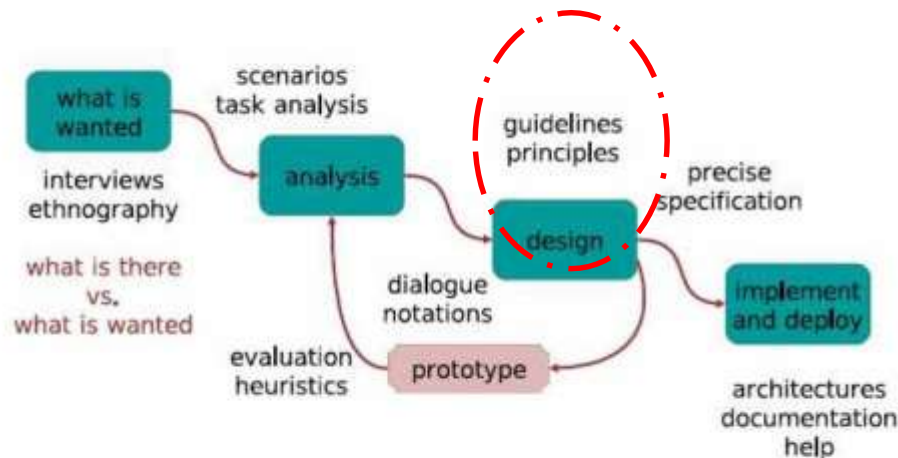 what is
wanted
scenarios
task analysis
guidelines
principles
interviews
ethnography
analysis
precise
specification
what is there
vs.
what is wanted
design
dialogue
notations
implement
and deploy
evaluation
heuristics
prototype
architectures
documentation
help